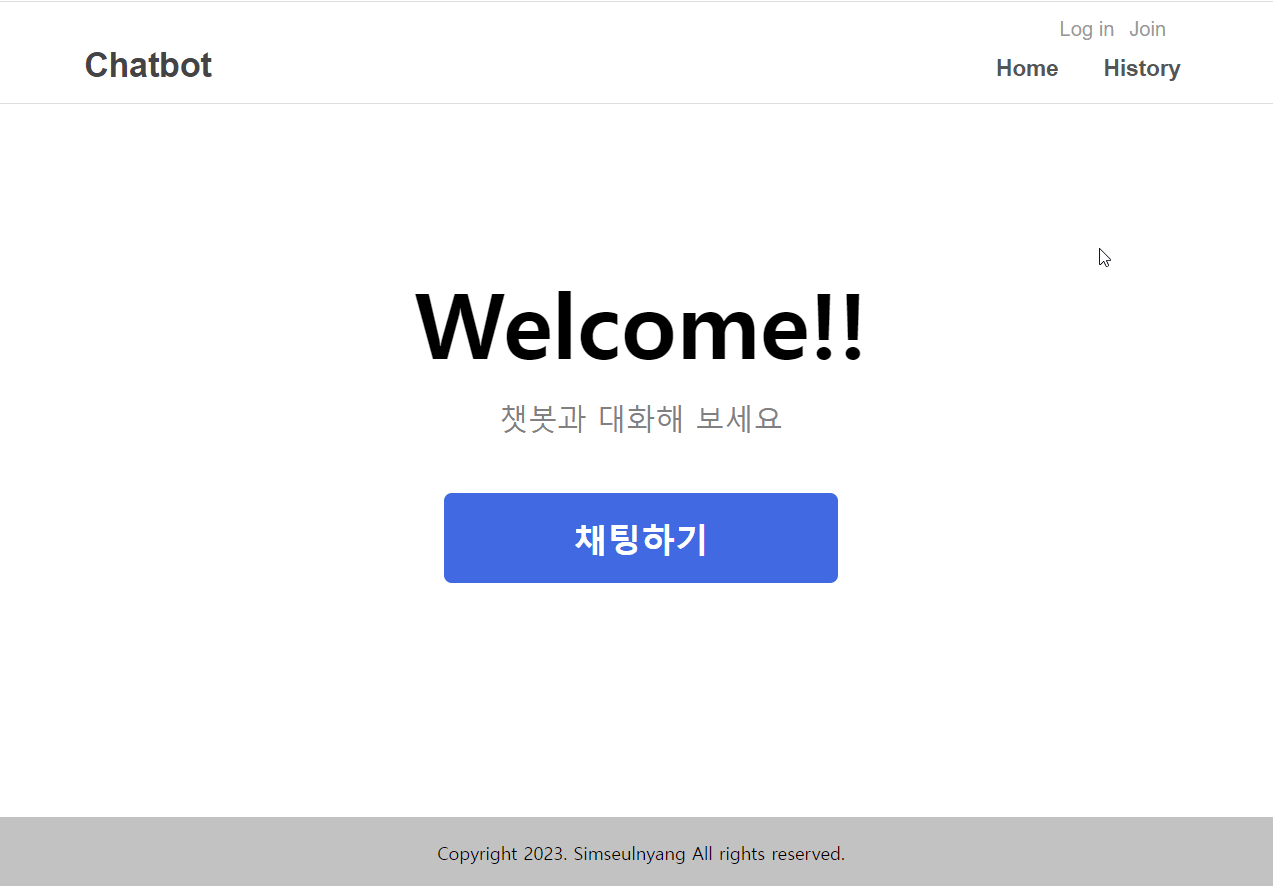 Log in Join
Chatbot
Home History
Welcome!!
챗봇과 대화해 보세요
채팅하기
Copyright 2023. Simseulnyang All rights reserved.